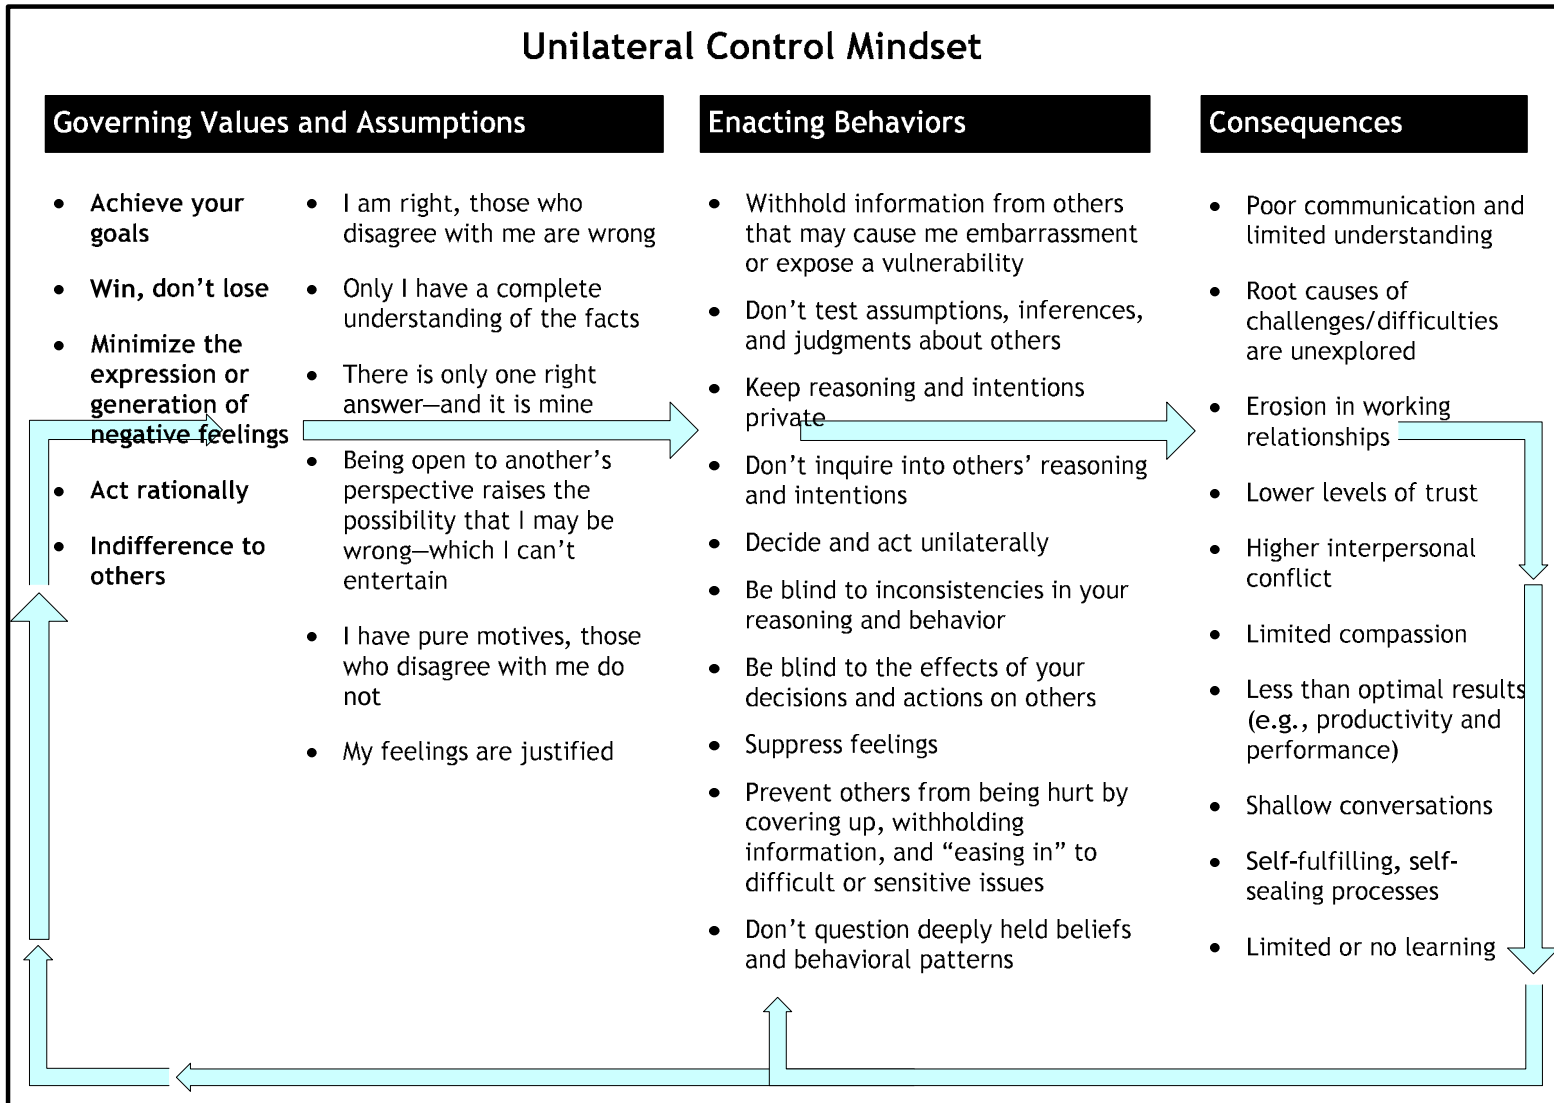 Unilateral Control Mindset
Governing Values and Assumptions
• Achieve your
goals
• Win, don’t lose
• Minimize the
expression or
generation of
negative feelings
• Act rationally
• Indifference to
others
• I am right, those who
disagree with me are wrong
• Only I have a complete
understanding of the facts
• There is only one right
answer—and it is mine
• Being open to another’s
perspective raises the
possibility that I may be
wrong—which I can’t
entertain
• I have pure motives, those
who disagree with me do
not
• My feelings are justified
Enacting Behaviors
• Withhold information from others
that may cause me embarrassment
or expose a vulnerability
• Don’t test assumptions, inferences,
and judgments about others
• Keep reasoning and intentions
private
• Don’t inquire into others’ reasoning
and intentions
• Decide and act unilaterally
• Be blind to inconsistencies in your
reasoning and behavior
• Be blind to the effects of your
decisions and actions on others
• Suppress feelings
• Prevent others from being hurt by
covering up, withholding
information, and “easing in” to
difficult or sensitive issues
• Don’t question deeply held beliefs
and behavioral patterns
Consequences
• Poor communication and
limited understanding
• Root causes of
challenges/difficulties
are unexplored
• Erosion in working
relationships
• Lower levels of trust
• Higher interpersonal
conflict
• Limited compassion
• Less than optimal results
(e.g., productivity and
performance)
• Shallow conversations
• Self-fulfilling, self-
sealing processes
• Limited or no learning